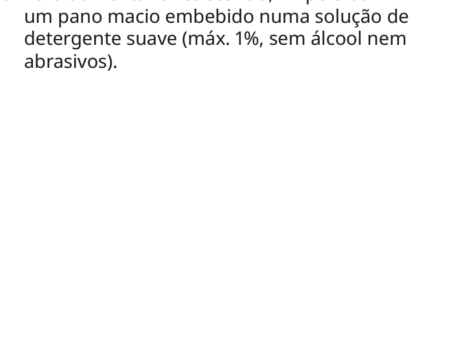 um pano macio embebido numa solução de
detergente suave (máx. 1%, sem álcool nem
abrasivos).